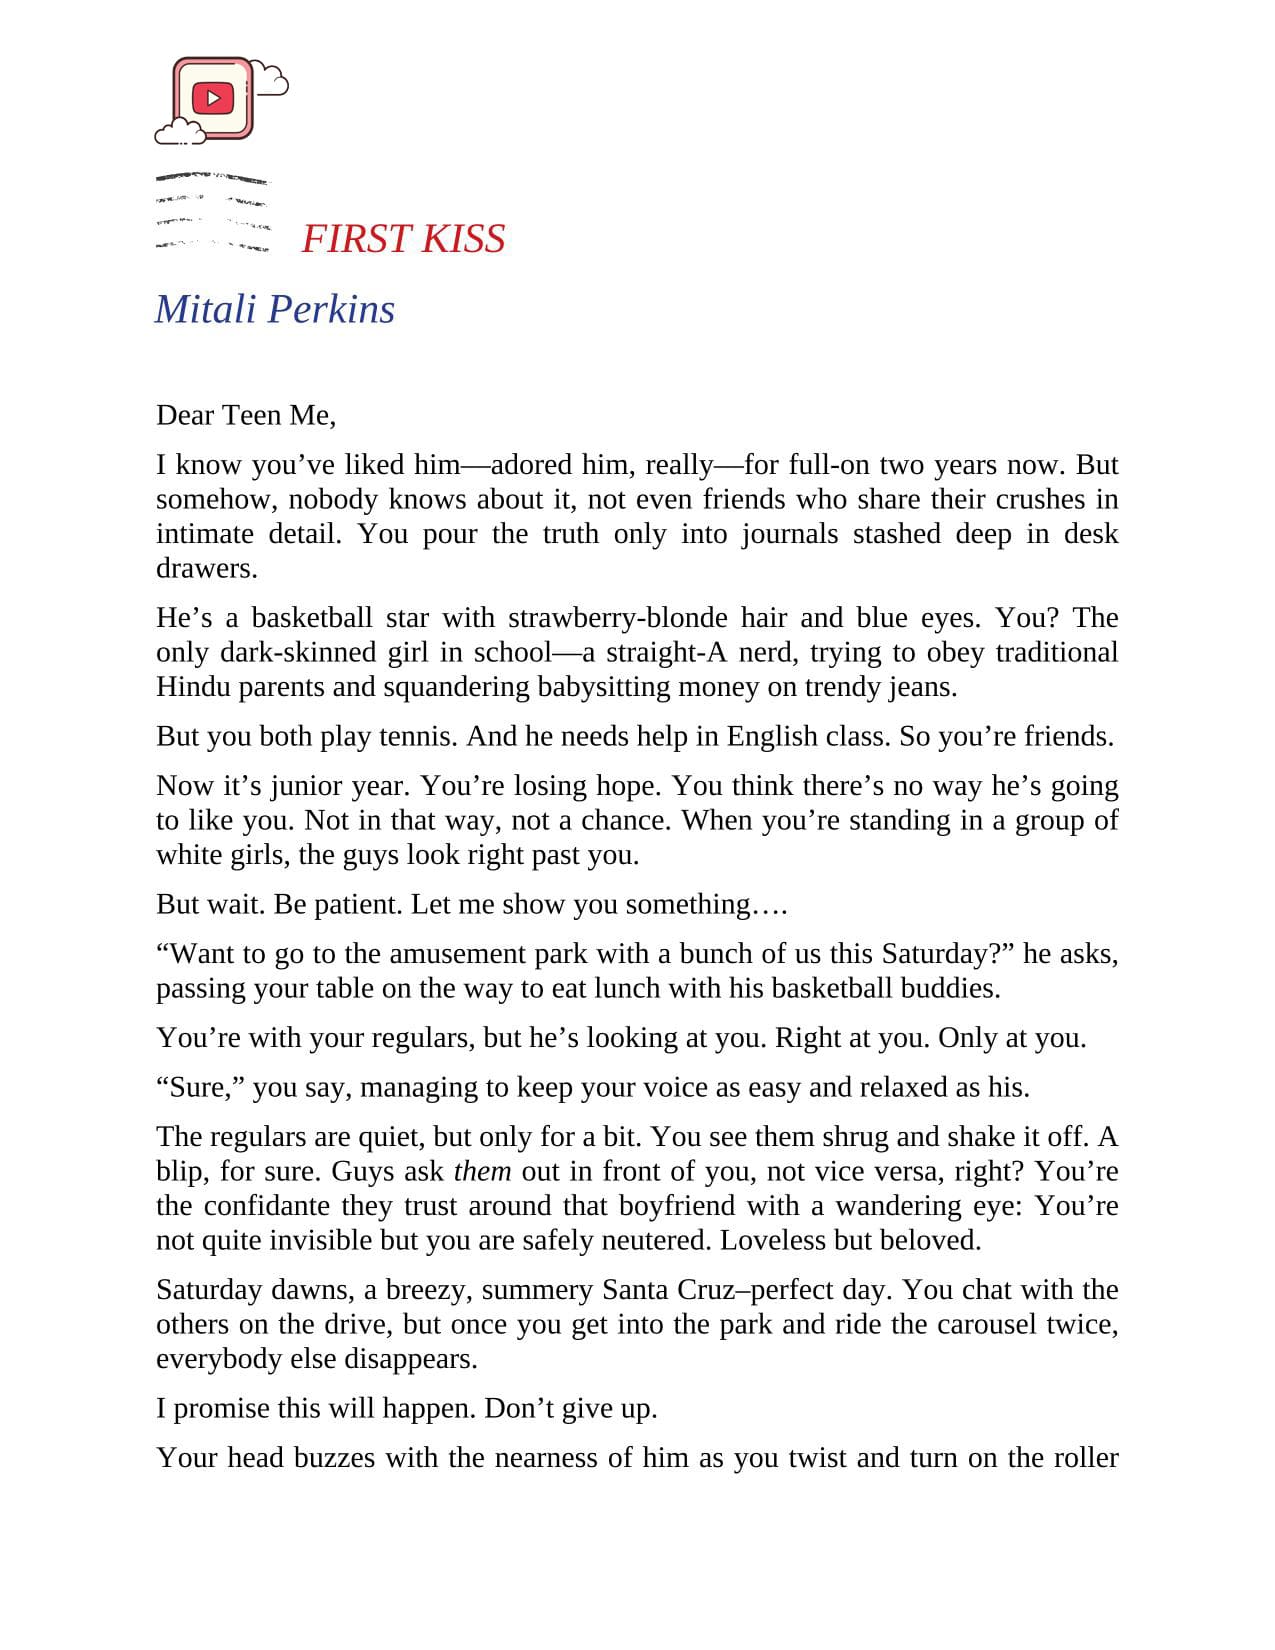 FIRST KISS
Mitali Perkins
Dear Teen Me,
I know you’ve liked him—adored him, really—for full-on two years now. But
somehow, nobody knows about it, not even friends who share their crushes in
intimate detail. You pour the truth only into journals stashed deep in desk
drawers.
He’s a basketball star with strawberry-blonde hair and blue eyes. You? The
only dark-skinned girl in school—a straight-A nerd, trying to obey traditional
Hindu parents and squandering babysitting money on trendy jeans.
But you both play tennis. And he needs help in English class. So you’re friends.
Now it’s junior year. You’re losing hope. You think there’s no way he’s going
to like you. Not in that way, not a chance. When you’re standing in a group of
white girls, the guys look right past you.
But wait. Be patient. Let me show you something….
“Want to go to the amusement park with a bunch of us this Saturday?” he asks,
passing your table on the way to eat lunch with his basketball buddies.
You’re with your regulars, but he’s looking at you. Right at you. Only at you.
“Sure,” you say, managing to keep your voice as easy and relaxed as his.
The regulars are quiet, but only for a bit. You see them shrug and shake it off. A
blip, for sure. Guys ask them out in front of you, not vice versa, right? You’re
the confidante they trust around that boyfriend with a wandering eye: You’re
not quite invisible but you are safely neutered. Loveless but beloved.
Saturday dawns, a breezy, summery Santa Cruz–perfect day. You chat with the
others on the drive, but once you get into the park and ride the carousel twice,
everybody else disappears.
I promise this will happen. Don’t give up.
Your head buzzes with the nearness of him as you twist and turn on the roller